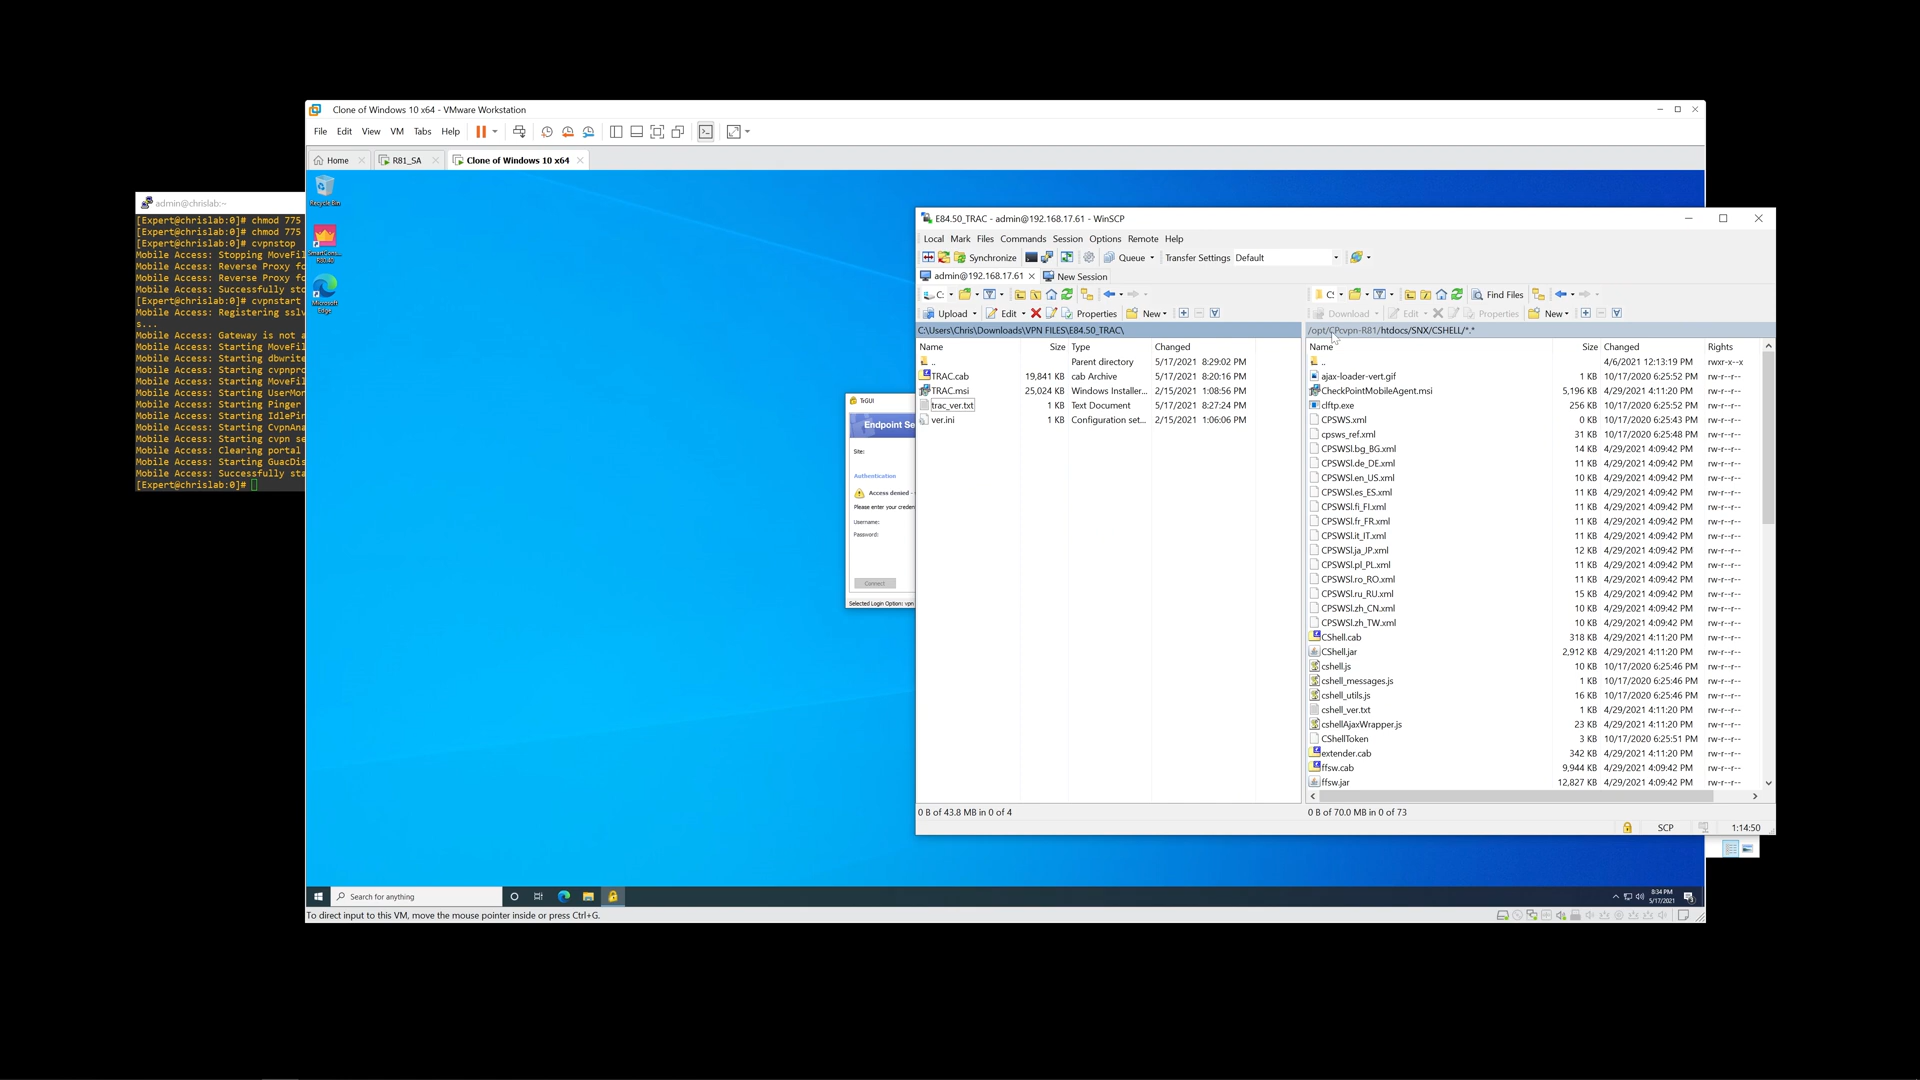 Clone of Windows 10 x64 - VMware Workstation
File Edit View VM Tabs Help
Home
R81_SA
Clone of Windows 10 x64
Recycle Bin
Microsoft
Edge
admin@chrislab:~
[Expert@chrislab:0]# chmod 775
[Expert@chrislab:0]# chmod 775
[Expert@chrislab:0]# cvpnstop
Mobile Access: Stopping MoveFil
Mobile Access: Reverse Proxy fo
Mobile Access: Reverse Proxy fo
Mobile Access: Successfully sto
[Expert@chrislab:0]# cvpnstart
Mobile Access: Registering sslv
s...
Mobile Access: Gateway is not a
Mobile Access: Starting MoveFil
Mobile Access: Starting dbwrite
Mobile Access: Starting cvpnpro
Mobile Access: Starting MoveFil
Mobile Access: Starting UserMon
Mobile Access: Starting Pinger
Mobile Access: Starting IdlePin
Mobile Access: Starting CvpnAna
Mobile Access: Starting cvpn se
Mobile Access: Clearing portal
Mobile Access: Starting GuacDis
Mobile Access: Successfully sta
[Expert@chrislab:0]#
TrGUI
Endpoint Se
Site:
Authentication
Access denied -
Please enter your creden
Username:
Password:
Connect
Selected Login Option: vpn
E84.50_TRAC - admin@192.168.17.61 - WinSCP
Local Mark Files Commands Session Options Remote Help
Synchronize Queue Transfer Settings Default
admin@192.168.17.61 New Session
C: C: Find Files
Upload Edit Properties New Download Edit Properties New
C:\Users\Chris\Downloads\VPN FILES\E84.50_TRAC\
Name Size Type Changed
.. Parent directory 5/17/2021 8:29:02 PM
TRAC.cab 19,841 KB cab Archive 5/17/2021 8:20:16 PM
TRAC.msi 25,024 KB Windows Installer... 2/15/2021 1:08:56 PM
trac_ver.txt 1 KB Text Document 5/17/2021 8:27:24 PM
ver.ini 1 KB Configuration set... 2/15/2021 1:06:06 PM
0 B of 43.8 MB in 0 of 4
/opt/CPcvpn-R81/htdocs/SNX/CSHELL/*.*
Name Size Changed Rights
.. 4/6/2021 12:13:19 PM rwxr-x--x
ajax-loader-vert.gif 1 KB 10/17/2020 6:25:52 PM rw-r--r--
CheckPointMobileAgent.msi 5,196 KB 4/29/2021 4:11:20 PM rw-r--r--
clftp.exe 256 KB 10/17/2020 6:25:52 PM rw-r--r--
CPSWS.xml 0 KB 10/17/2020 6:25:43 PM rw-r--r--
cpsws_ref.xml 31 KB 10/17/2020 6:25:48 PM rw-r--r--
CPSWSl.bg_BG.xml 14 KB 4/29/2021 4:09:42 PM rw-r--r--
CPSWSl.de_DE.xml 11 KB 4/29/2021 4:09:42 PM rw-r--r--
CPSWSl.en_US.xml 10 KB 4/29/2021 4:09:42 PM rw-r--r--
CPSWSl.es_ES.xml 11 KB 4/29/2021 4:09:42 PM rw-r--r--
CPSWSl.fi_FI.xml 11 KB 4/29/2021 4:09:42 PM rw-r--r--
CPSWSl.fr_FR.xml 11 KB 4/29/2021 4:09:42 PM rw-r--r--
CPSWSl.it_IT.xml 11 KB 4/29/2021 4:09:42 PM rw-r--r--
CPSWSl.ja_JP.xml 12 KB 4/29/2021 4:09:42 PM rw-r--r--
CPSWSl.pl_PL.xml 11 KB 4/29/2021 4:09:42 PM rw-r--r--
CPSWSl.ro_RO.xml 11 KB 4/29/2021 4:09:42 PM rw-r--r--
CPSWSl.ru_RU.xml 15 KB 4/29/2021 4:09:42 PM rw-r--r--
CPSWSl.zh_CN.xml 10 KB 4/29/2021 4:09:42 PM rw-r--r--
CPSWSl.zh_TW.xml 10 KB 4/29/2021 4:09:42 PM rw-r--r--
CShell.cab 318 KB 4/29/2021 4:11:20 PM rw-r--r--
CShell.jar 2,912 KB 4/29/2021 4:11:20 PM rw-r--r--
cshell.js 10 KB 10/17/2020 6:25:46 PM rw-r--r--
cshell_messages.js 1 KB 10/17/2020 6:25:46 PM rw-r--r--
cshell_utils.js 16 KB 10/17/2020 6:25:46 PM rw-r--r--
cshell_ver.txt 1 KB 4/29/2021 4:11:20 PM rw-r--r--
cshellAjaxWrapper.js 23 KB 4/29/2021 4:11:20 PM rw-r--r--
CShellToken 3 KB 10/17/2020 6:25:51 PM rw-r--r--
extender.cab 342 KB 4/29/2021 4:11:20 PM rw-r--r--
ffsw.cab 9,944 KB 4/29/2021 4:09:42 PM rw-r--r--
ffsw.jar 12,827 KB 4/29/2021 4:09:42 PM rw-r--r--
0 B of 70.0 MB in 0 of 73
SCP 1:14:50
Search for anything
8:34 PM
5/17/2021
To direct input to this VM, move the mouse pointer inside or press Ctrl+G.